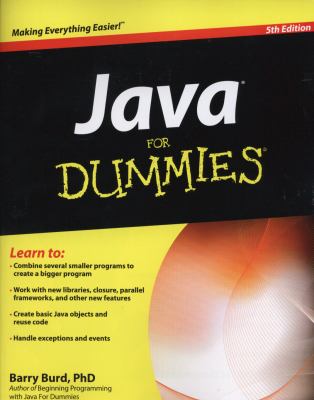 Making Everything Easier!™
5th Edition
Java®
FOR
DUMMIES®
Learn to:
• Combine several smaller programs to
create a bigger program
• Work with new libraries, closure, parallel
frameworks, and other new features
• Create basic Java objects and
reuse code
• Handle exceptions and events
Barry Burd, PhD
Author of Beginning Programming
with Java For Dummies